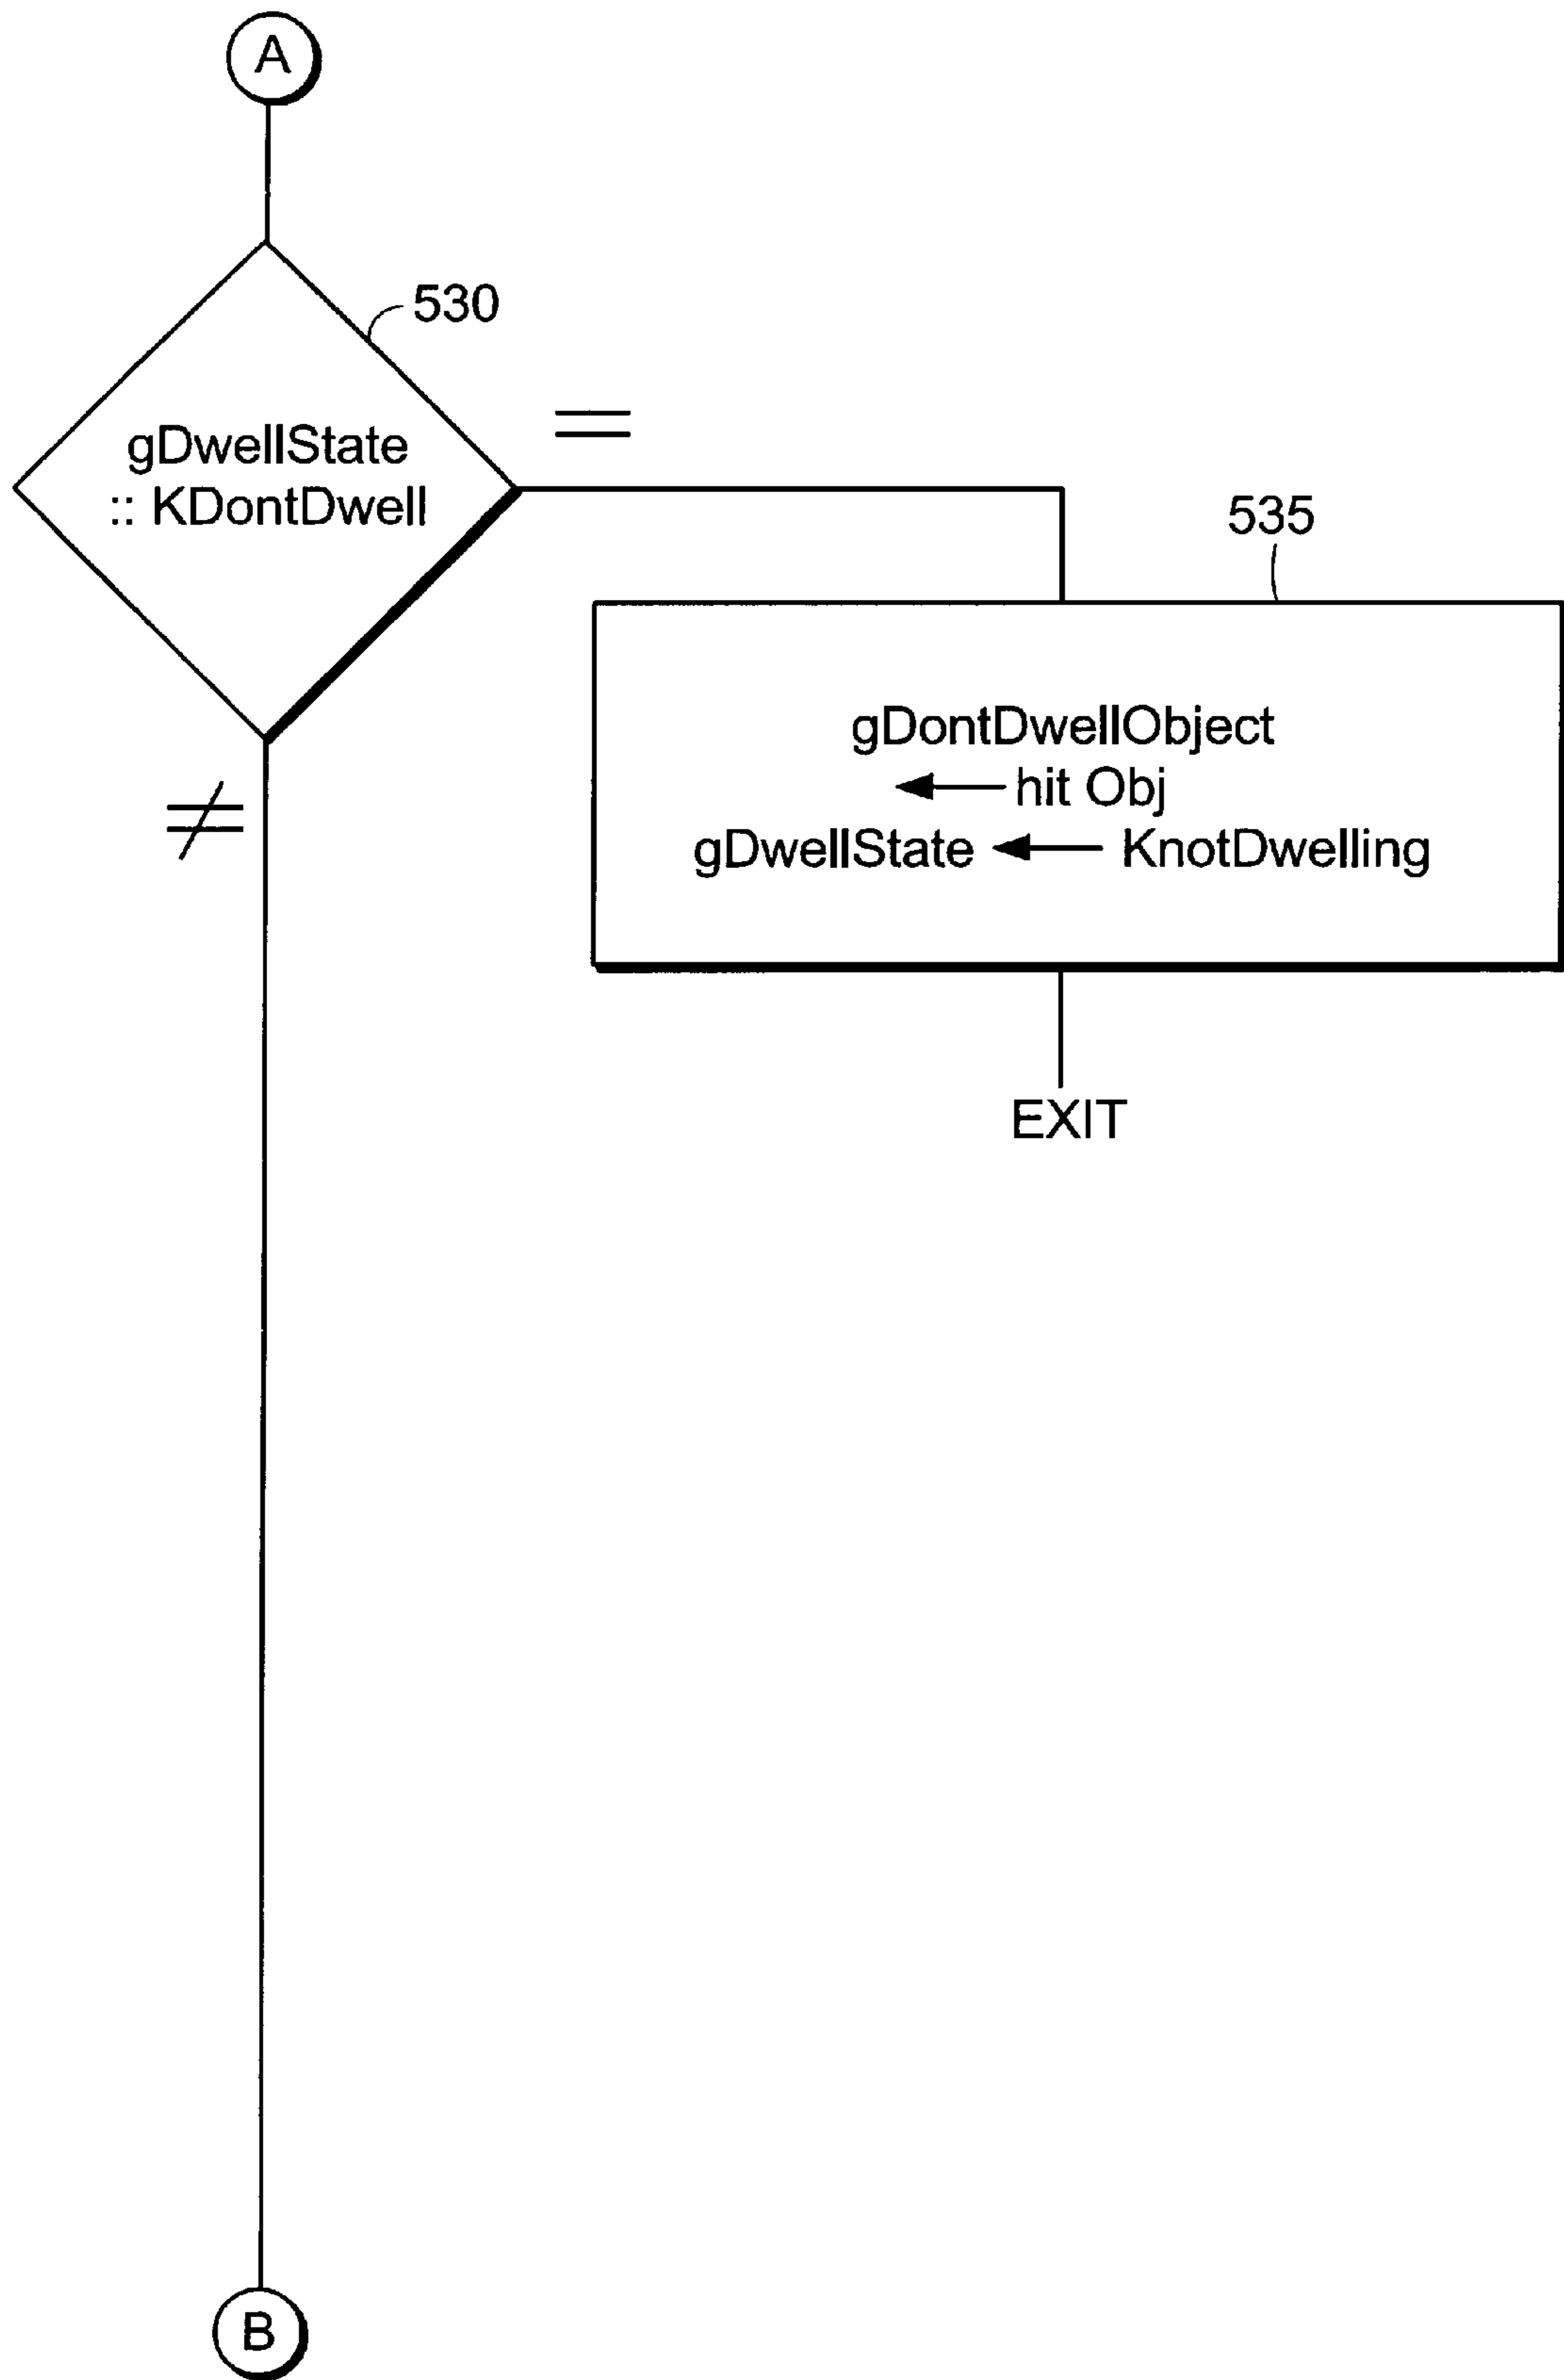 A
530
gDwellState
:: KDontDwell
=
535
gDontDwellObject
← hit Obj
gDwellState ← KnotDwelling
≠
EXIT
B